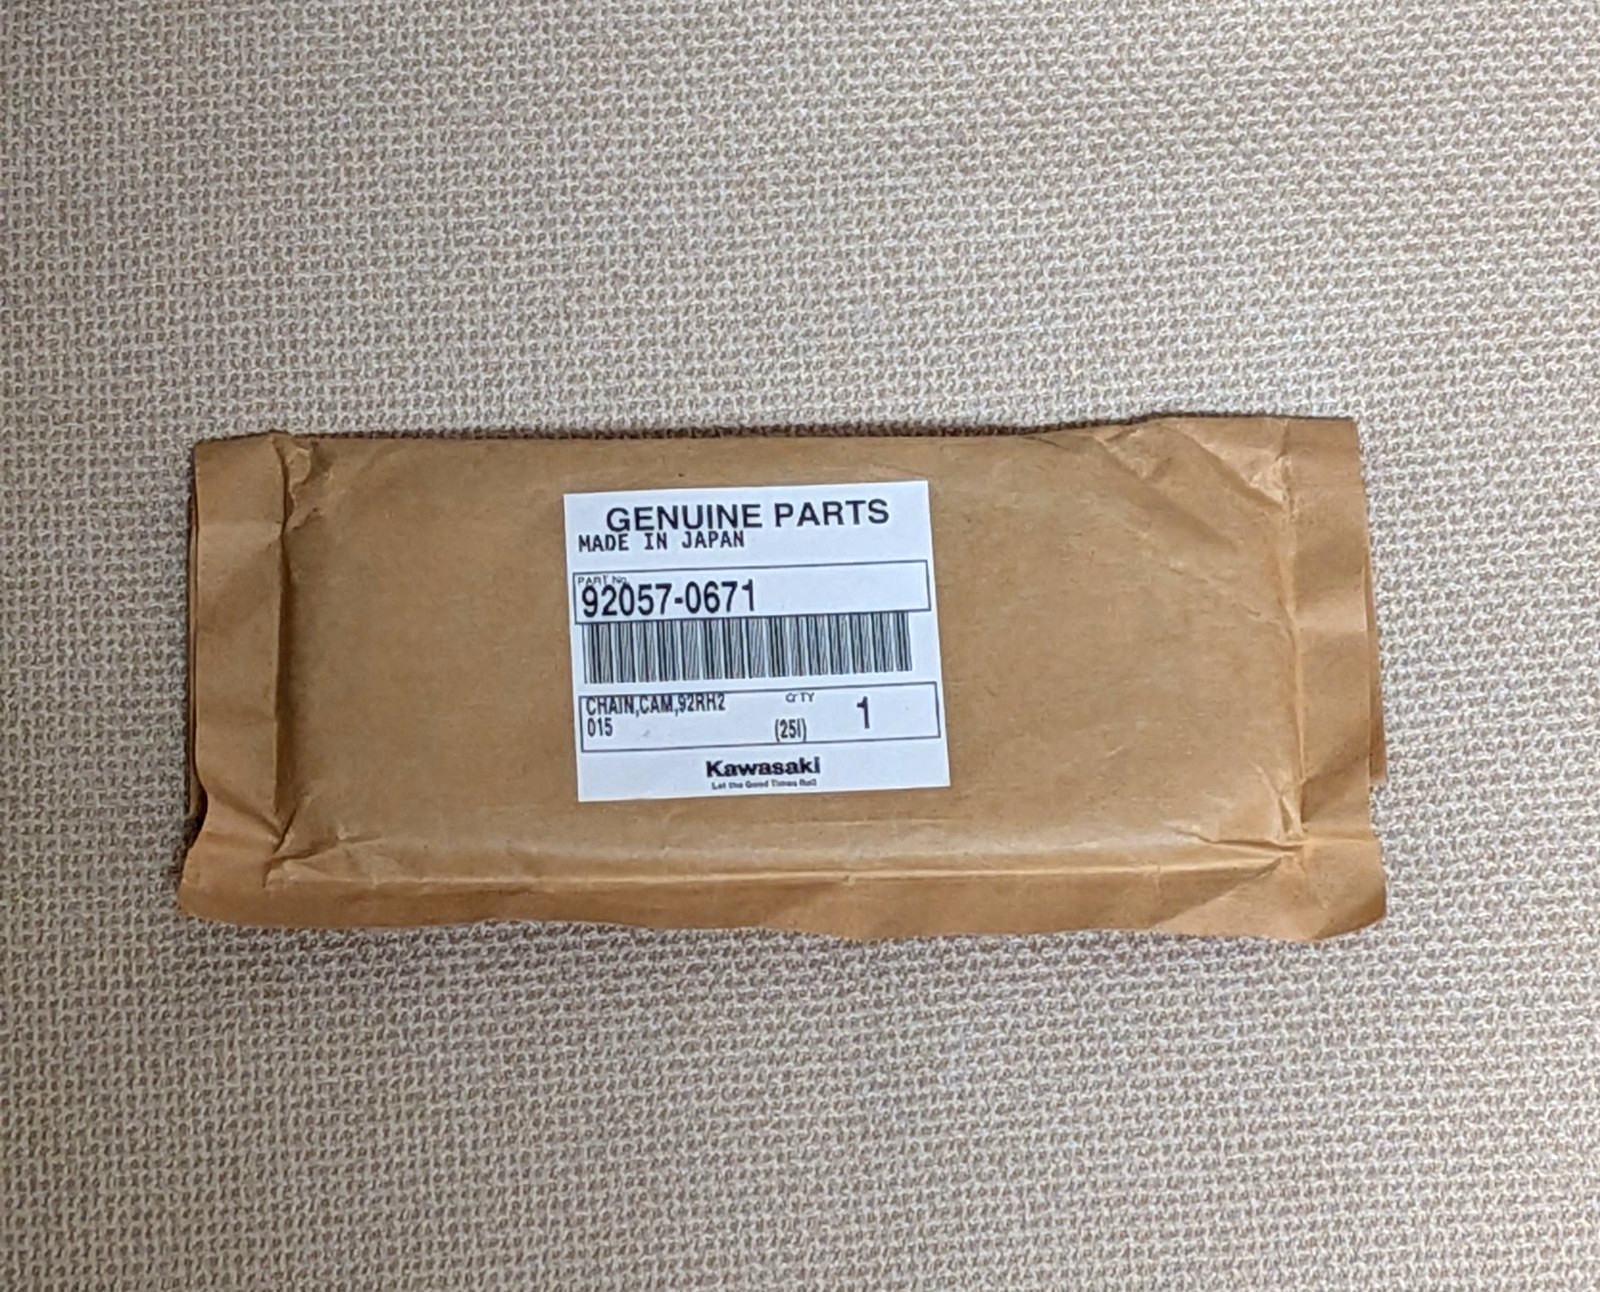 GENUINE PARTS
MADE IN JAPAN
PART No.
92057-0671
CHAIN,CAM,92RH2
015
Q'TY
(25I)
1
Kawasaki
Let the Good Times Roll